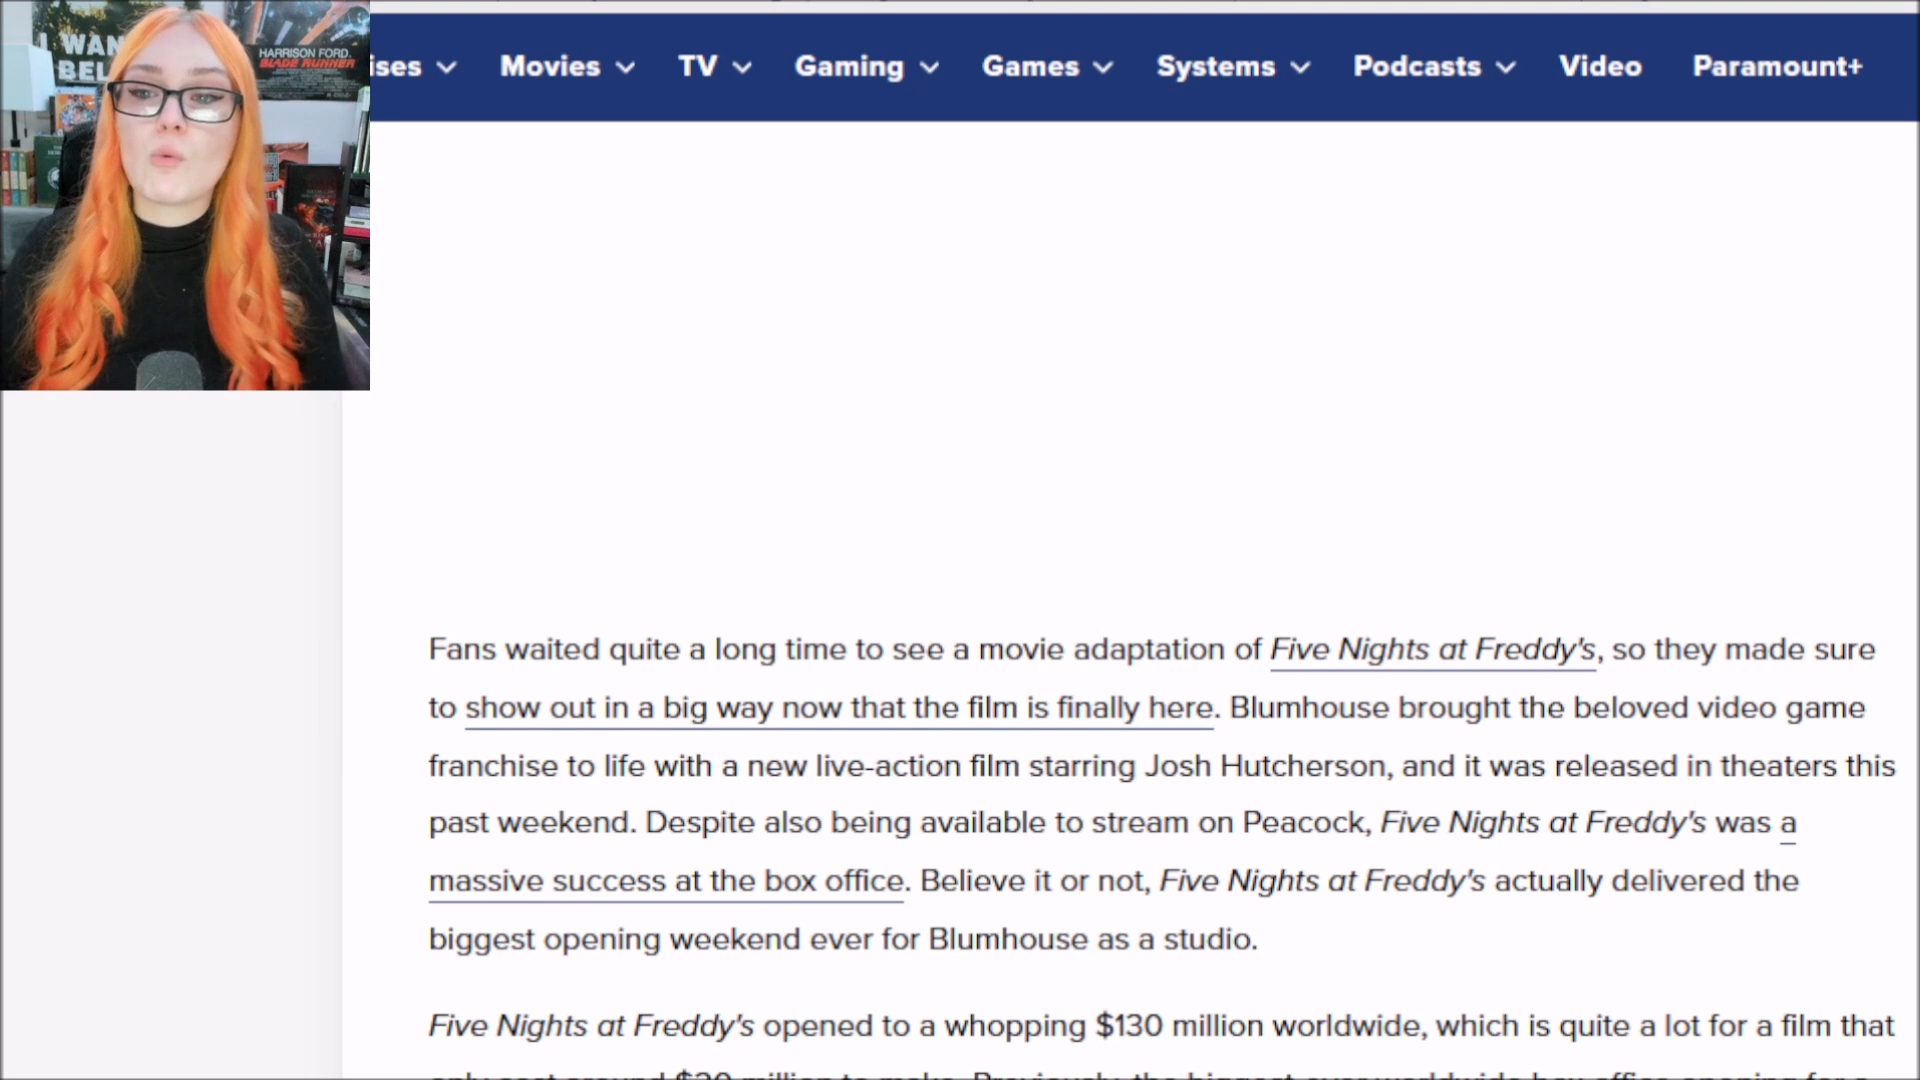 I WAN
BEL
HARRISON FORD.
BLADE RUNNER
ises
Movies
TV
Gaming
Games
Systems
Podcasts
Video
Paramount+
Fans waited quite a long time to see a movie adaptation of Five Nights at Freddy's, so they made sure
to show out in a big way now that the film is finally here. Blumhouse brought the beloved video game
franchise to life with a new live-action film starring Josh Hutcherson, and it was released in theaters this
past weekend. Despite also being available to stream on Peacock, Five Nights at Freddy's was a
massive success at the box office. Believe it or not, Five Nights at Freddy's actually delivered the
biggest opening weekend ever for Blumhouse as a studio.
Five Nights at Freddy's opened to a whopping $130 million worldwide, which is quite a lot for a film that